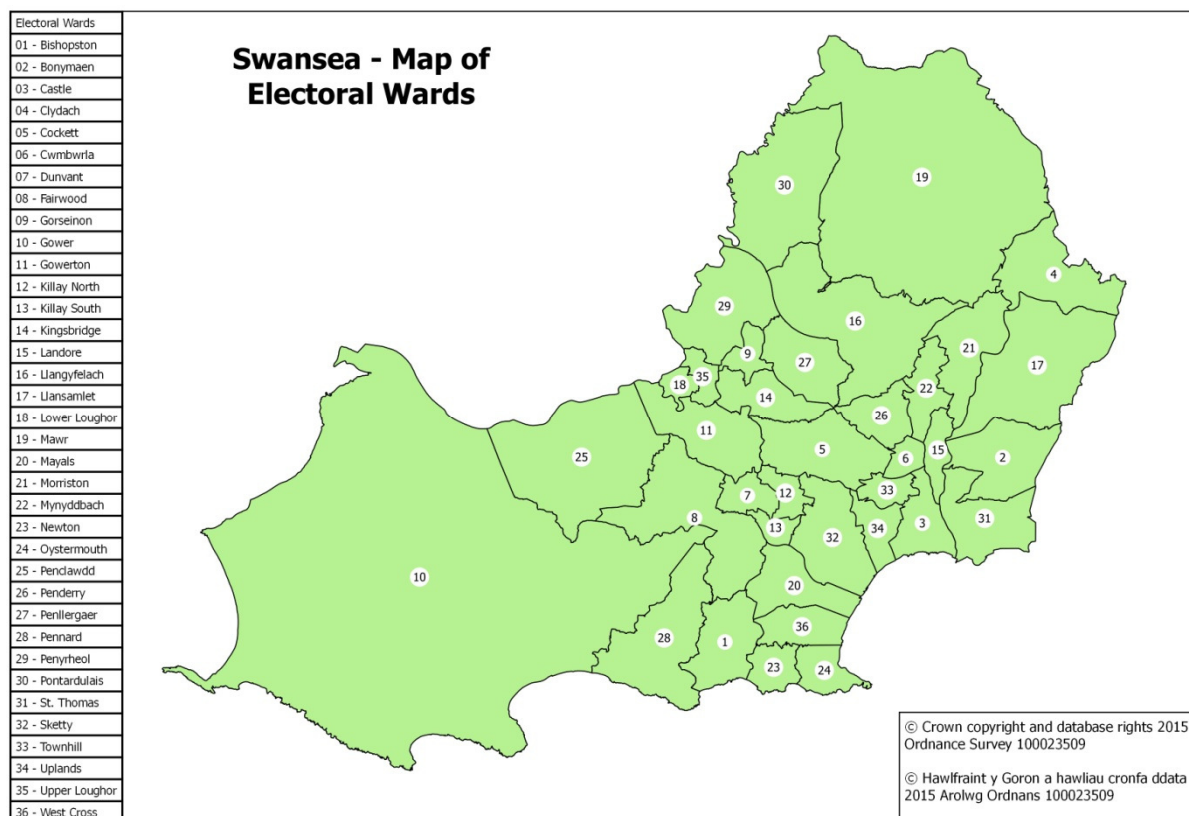 Electoral Wards
01 - Bishopston
02 - Bonymaen
03 - Castle
04 - Clydach
05 - Cockett
06 - Cwmbwrla
07 - Dunvant
08 - Fairwood
09 - Gorseinon
10 - Gower
11 - Gowerton
12 - Killay North
13 - Killay South
14 - Kingsbridge
15 - Landore
16 - Llangyfelach
17 - Llansamlet
18 - Lower Loughor
19 - Mawr
20 - Mayals
21 - Morriston
22 - Mynyddbach
23 - Newton
24 - Oystermouth
25 - Penclawdd
26 - Penderry
27 - Penllergaer
28 - Pennard
29 - Penyrheol
30 - Pontardulais
31 - St. Thomas
32 - Sketty
33 - Townhill
34 - Uplands
35 - Upper Loughor
36 - West Cross
Swansea - Map of
Electoral Wards
19
30
4
29
16
21
9
27
17
35
18
22
14
26
11
5
15
25
6
2
33
7
12
8
31
3
13
34
32
10
20
36
28
1
23
24
© Crown copyright and database rights 2015
Ordnance Survey 100023509
© Hawlfraint y Goron a hawliau cronfa ddata
2015 Arolwg Ordnans 100023509